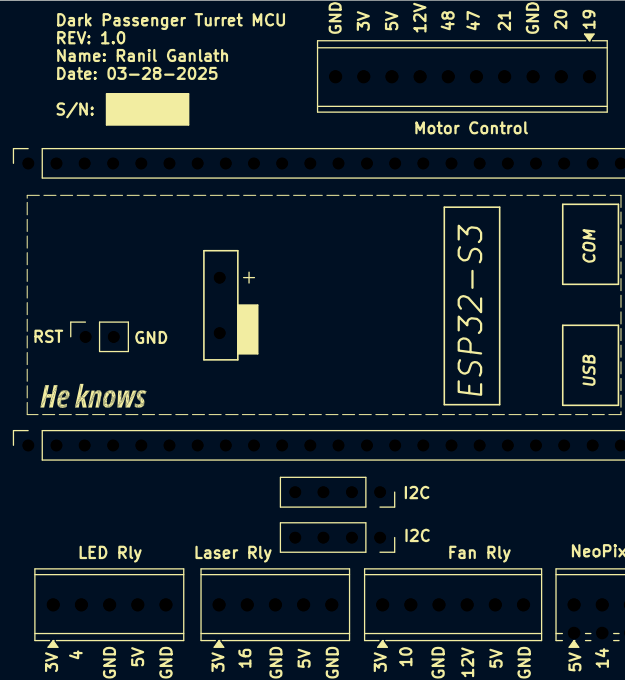 Dark Passenger Turret MCU
REV: 1.0
Name: Ranil Ganlath
Date: 03-28-2025
S/N:
GND 3V 5V 12V 48 47 21 GND 20 19
Motor Control
ESP32-S3
COM
USB
+
RST
GND
He knows
I2C
I2C
LED Rly
Laser Rly
Fan Rly
NeoPix
3V 4 GND 5V GND
3V 16 GND 5V GND
3V 10 GND 12V 5V GND
5V 14